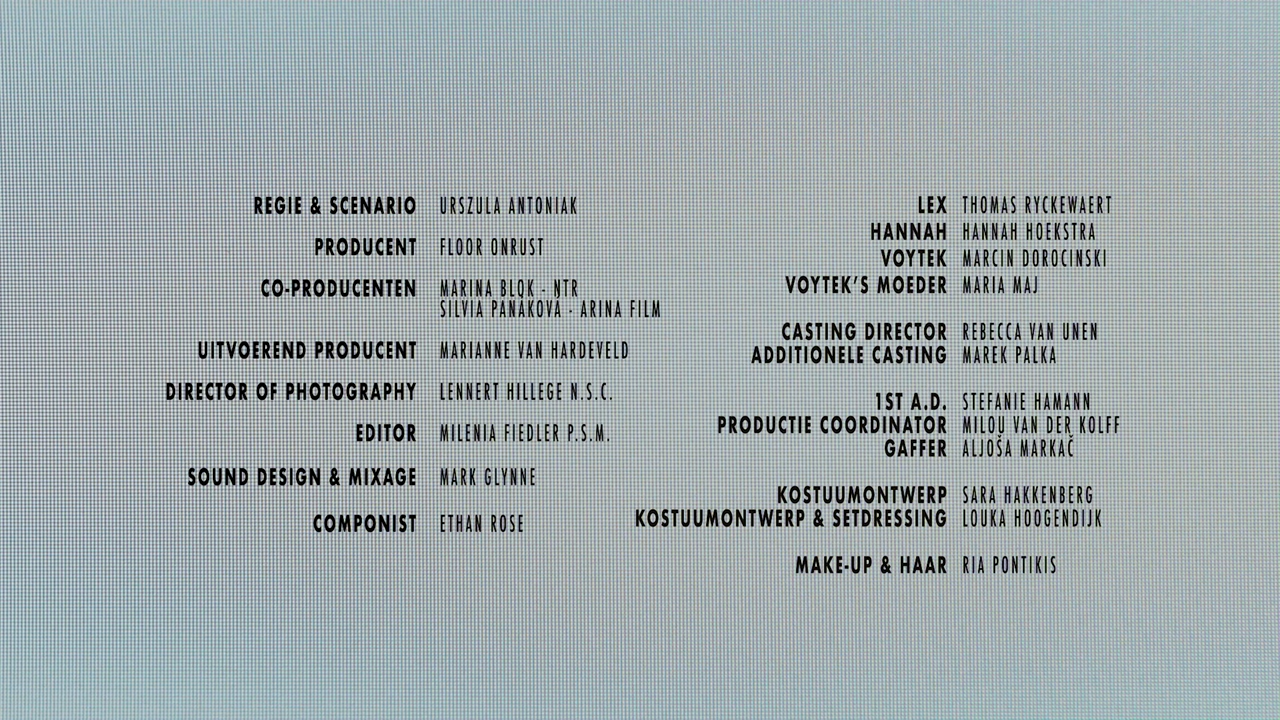 REGIE & SCENARIO URSZULA ANTONIAK
PRODUCENT FLOOR ONRUST
CO-PRODUCENTEN MARINA BLOK - NTR
SILVIA PAŇÁKOVÁ - ARINA FILM
UITVOEREND PRODUCENT MARIANNE VAN HARDEVELD
DIRECTOR OF PHOTOGRAPHY LENNERT HILLEGE N.S.C.
EDITOR MILENIA FIEDLER P.S.M.
SOUND DESIGN & MIXAGE MARK GLYNNE
COMPONIST ETHAN ROSE
LEX THOMAS RYCKEWAERT
HANNAH HANNAH HOEKSTRA
VOYTEK MARCIN DOROCINSKI
VOYTEK'S MOEDER MARIA MAJ
CASTING DIRECTOR REBECCA VAN UNEN
ADDITIONELE CASTING MAREK PALKA
1ST A.D. STEFANIE HAMANN
PRODUCTIE COORDINATOR MILOU VAN DER KOLFF
GAFFER ALJOŠA MARKAČ
KOSTUUMONTWERP SARA HAKKENBERG
KOSTUUMONTWERP & SETDRESSING LOUKA HOOGENDIJK
MAKE-UP & HAAR RIA PONTIKIS